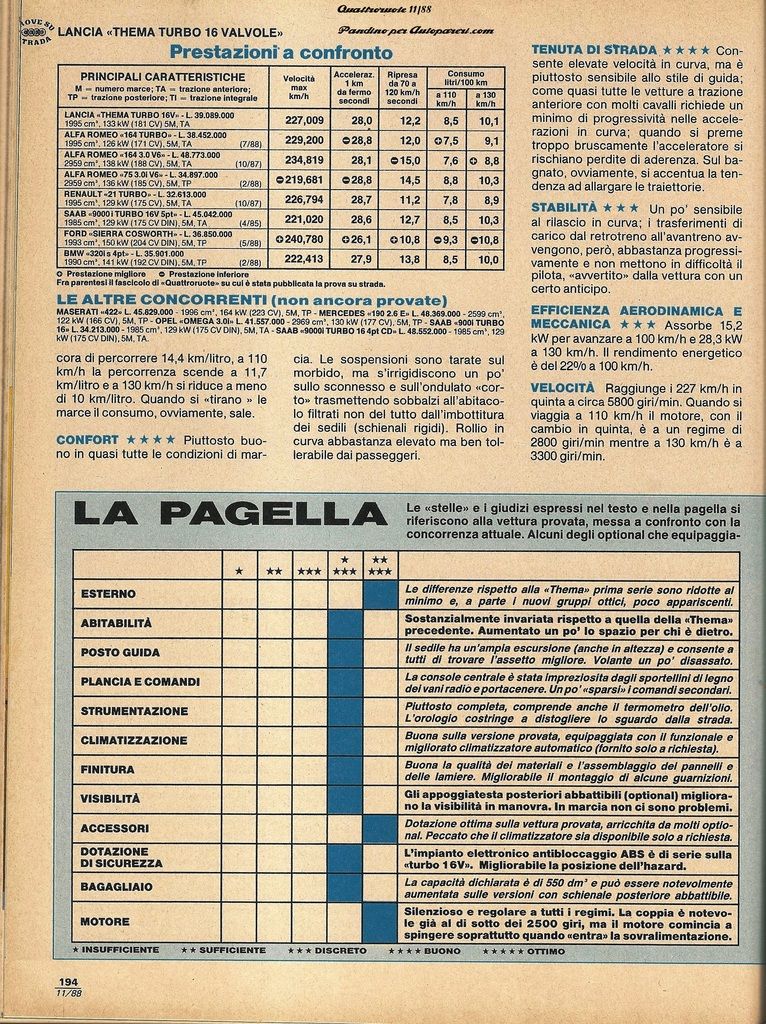 Quattroruote 11/88
OVE SU
STRADA
LANCIA «THEMA TURBO 16 VALVOLE»
Pandino per Autopareri.com
Prestazioni a confronto
PRINCIPALI CARATTERISTICHE
M = numero marce; TA = trazione anteriore;
TP = trazione posteriore; TI = trazione integrale
Velocità max km/h
Acceleraz. 1 km da fermo secondi
Ripresa da 70 a 120 km/h secondi
Consumo litri/100 km
a 110 km/h
a 130 km/h
LANCIA «THEMA TURBO 16V» - L. 39.089.000
1995 cm³, 133 kW (181 CV) 5M, TA
227,009 28,0 12,2 8,5 10,1
ALFA ROMEO «164 TURBO» - L. 38.452.000
1995 cm³, 126 kW (171 CV) 5M, TA (7/88)
229,200 ⊖28,8 12,0 ✪7,5 9,1
ALFA ROMEO «164 3.0 V6» - L. 48.773.000
2959 cm³, 138 kW (188 CV), 5M, TA (10/87)
234,819 28,1 ⊖15,0 7,6 ✪ 8,8
ALFA ROMEO «75 3.0i V6» - L. 34.897.000
2959 cm³, 136 kW (185 CV), 5M, TP (2/88)
⊖219,681 ⊖28,8 14,5 8,8 10,3
RENAULT «21 TURBO» - L. 32.613.000
1995 cm³, 129 kW (175 CV), 5M, TA (10/87)
226,794 28,7 11,2 7,8 8,9
SAAB «9000 i TURBO 16V 5pt» - L. 45.042.000
1985 cm³, 129 kW (175 CV DIN), 5M, TA (4/85)
221,020 28,6 12,7 8,5 10,3
FORD «SIERRA COSWORTH» - L. 36.850.000
1993 cm³, 150 kW (204 CV DIN), 5M, TP (5/88)
✪240,780 ✪26,1 ✪10,8 ⊖9,3 ⊖10,8
BMW «320i s 4pt» - L. 35.901.000
1990 cm³, 141 kW (192 CV DIN), 5M, TP (2/88)
222,413 27,9 13,8 8,5 10,0
✪ Prestazione migliore ⊖ Prestazione inferiore
Fra parentesi il fascicolo di «Quattroruote» su cui è stata pubblicata la prova su strada.
LE ALTRE CONCORRENTI (non ancora provate)
MASERATI «422» L. 45.829.000 - 1996 cm³, 164 kW (223 CV), 5M, TP - MERCEDES «190 2.6 E» L. 48.369.000 - 2599 cm³,
122 kW (166 CV), 5M, TP - OPEL «OMEGA 3.0i» L. 41.557.000 - 2969 cm³, 130 kW (177 CV), 5M, TP - SAAB «900i TURBO
16» L. 34.213.000 - 1985 cm³, 129 kW (175 CV DIN), 5M, TA - SAAB «9000i TURBO 16 4pt CD» L. 48.552.000 - 1985 cm³, 129
kW (175 CV DIN), 5M, TA.
cora di percorrere 14,4 km/litro, a 110
km/h la percorrenza scende a 11,7
km/litro e a 130 km/h si riduce a meno
di 10 km/litro. Quando si «tirano » le
marce il consumo, ovviamente, sale.
CONFORT ★★★★ Piuttosto buo-
no in quasi tutte le condizioni di mar-
cia. Le sospensioni sono tarate sul
morbido, ma s'irrigidiscono un po'
sullo sconnesso e sull'ondulato «cor-
to» trasmettendo sobbalzi all'abitaco-
lo filtrati non del tutto dall'imbottitura
dei sedili (schienali rigidi). Rollio in
curva abbastanza elevato ma ben tol-
lerabile dai passeggeri.
TENUTA DI STRADA ★★★★ Con-
sente elevate velocità in curva, ma è
piuttosto sensibile allo stile di guida;
come quasi tutte le vetture a trazione
anteriore con molti cavalli richiede un
minimo di progressività nelle accele-
razioni in curva; quando si preme
troppo bruscamente l'acceleratore si
rischiano perdite di aderenza. Sul ba-
gnato, ovviamente, si accentua la ten-
denza ad allargare le traiettorie.
STABILITÀ ★★★ Un po' sensibile
al rilascio in curva; i trasferimenti di
carico dal retrotreno all'avantreno av-
vengono, però, abbastanza progressi-
vamente e non mettono in difficoltà il
pilota, «avvertito» dalla vettura con un
certo anticipo.
EFFICIENZA AERODINAMICA E
MECCANICA ★★★ Assorbe 15,2
kW per avanzare a 100 km/h e 28,3 kW
a 130 km/h. Il rendimento energetico
è del 22% a 100 km/h.
VELOCITÀ Raggiunge i 227 km/h in
quinta a circa 5800 giri/min. Quando si
viaggia a 110 km/h il motore, con il
cambio in quinta, è a un regime di
2800 giri/min mentre a 130 km/h è a
3300 giri/min.
LA PAGELLA
Le «stelle» e i giudizi espressi nel testo e nella pagella si
riferiscono alla vettura provata, messa a confronto con la
concorrenza attuale. Alcuni degli optional che equipaggia-
★ ★★ ★★★ ★★★★ ★★★★★
ESTERNO
Le differenze rispetto alla «Thema» prima serie sono ridotte al
minimo e, a parte i nuovi gruppi ottici, poco appariscenti.
ABITABILITÀ
Sostanzialmente invariata rispetto a quella della «Thema»
precedente. Aumentato un po' lo spazio per chi è dietro.
POSTO GUIDA
Il sedile ha un'ampia escursione (anche in altezza) e consente a
tutti di trovare l'assetto migliore. Volante un po' disassato.
PLANCIA E COMANDI
La console centrale è stata impreziosita dagli sportellini di legno
dei vani radio e portacenere. Un po' «sparsi» i comandi secondari.
STRUMENTAZIONE
Piuttosto completa, comprende anche il termometro dell'olio.
L'orologio costringe a distogliere lo sguardo dalla strada.
CLIMATIZZAZIONE
Buona sulla versione provata, equipaggiata con il funzionale e
migliorato climatizzatore automatico (fornito solo a richiesta).
FINITURA
Buona la qualità dei materiali e l'assemblaggio dei pannelli e
delle lamiere. Migliorabile il montaggio di alcune guarnizioni.
VISIBILITÀ
Gli appoggiatesta posteriori abbattibili (optional) migliora-
no la visibilità in manovra. In marcia non ci sono problemi.
ACCESSORI
Dotazione ottima sulla vettura provata, arricchita da molti optio-
nal. Peccato che il climatizzatore sia disponibile solo a richiesta.
DOTAZIONE
DI SICUREZZA
L'impianto elettronico antibloccaggio ABS è di serie sulla
«turbo 16V». Migliorabile la posizione dell'hazard.
BAGAGLIAIO
La capacità dichiarata è di 550 dm³ e può essere notevolmente
aumentata sulle versioni con schienale posteriore abbattibile.
MOTORE
Silenzioso e regolare a tutti i regimi. La coppia è notevo-
le già al di sotto dei 2500 giri, ma il motore comincia a
spingere soprattutto quando «entra» la sovralimentazione.
★ INSUFFICIENTE ★★ SUFFICIENTE ★★★ DISCRETO ★★★★ BUONO ★★★★★ OTTIMO
194
11/88